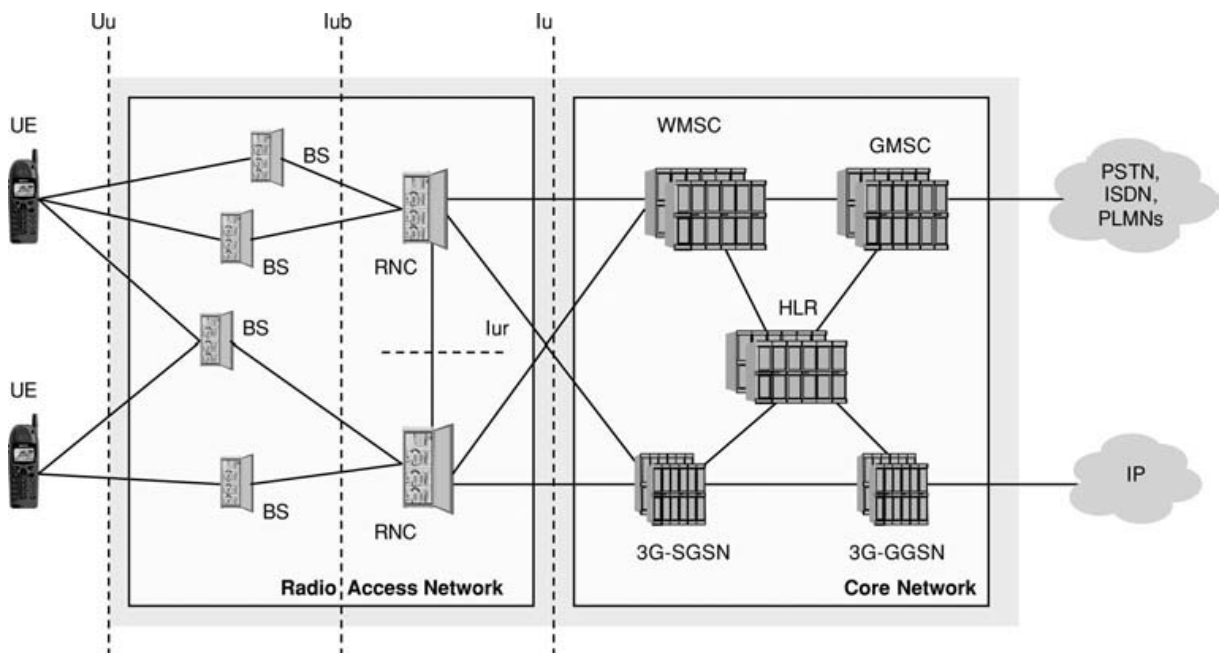 Uu
Iub
Iu
UE
BS
BS
RNC
BS
Iur
UE
BS
RNC
Radio Access Network
WMSC
GMSC
HLR
3G-SGSN
3G-GGSN
Core Network
PSTN,
ISDN,
PLMNs
IP